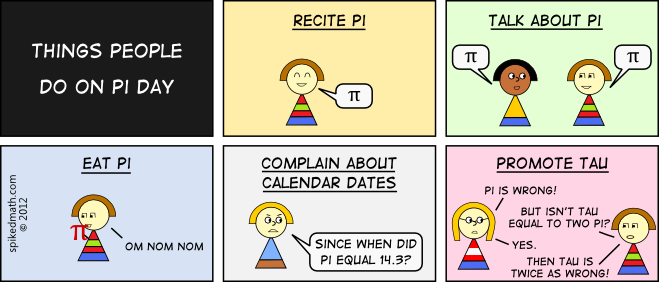 THINGS PEOPLE
DO ON PI DAY
RECITE PI
π
TALK ABOUT PI
π
π
EAT PI
π
OM NOM NOM
spikedmath.com
© 2012
COMPLAIN ABOUT
CALENDAR DATES
SINCE WHEN DID
PI EQUAL 14.3?
PROMOTE TAU
PI IS WRONG!
BUT ISN'T TAU
EQUAL TO TWO PI?
YES.
THEN TAU IS
TWICE AS WRONG!